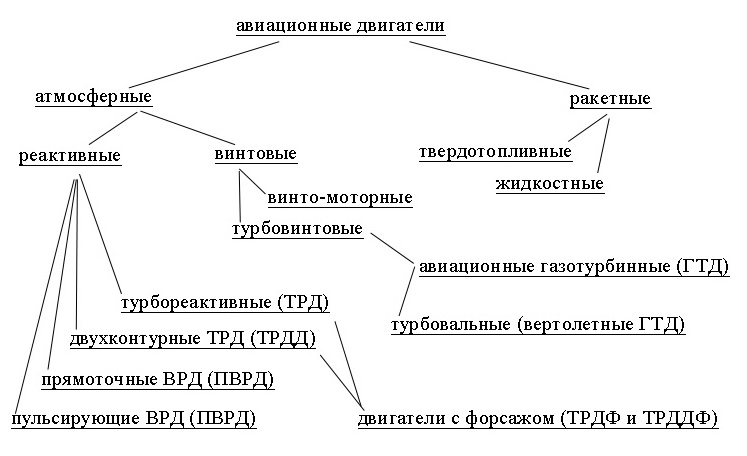 авиационные двигатели
атмосферные
ракетные
реактивные
винтовые
твердотопливные
жидкостные
винто-моторные
турбовинтовые
авиационные газотурбинные (ГТД)
турбореактивные (ТРД)
турбовальные (вертолетные ГТД)
двухконтурные ТРД (ТРДД)
прямоточные ВРД (ПВРД)
пульсирующие ВРД (ПВРД)
двигатели с форсажом (ТРДФ и ТРДДФ)